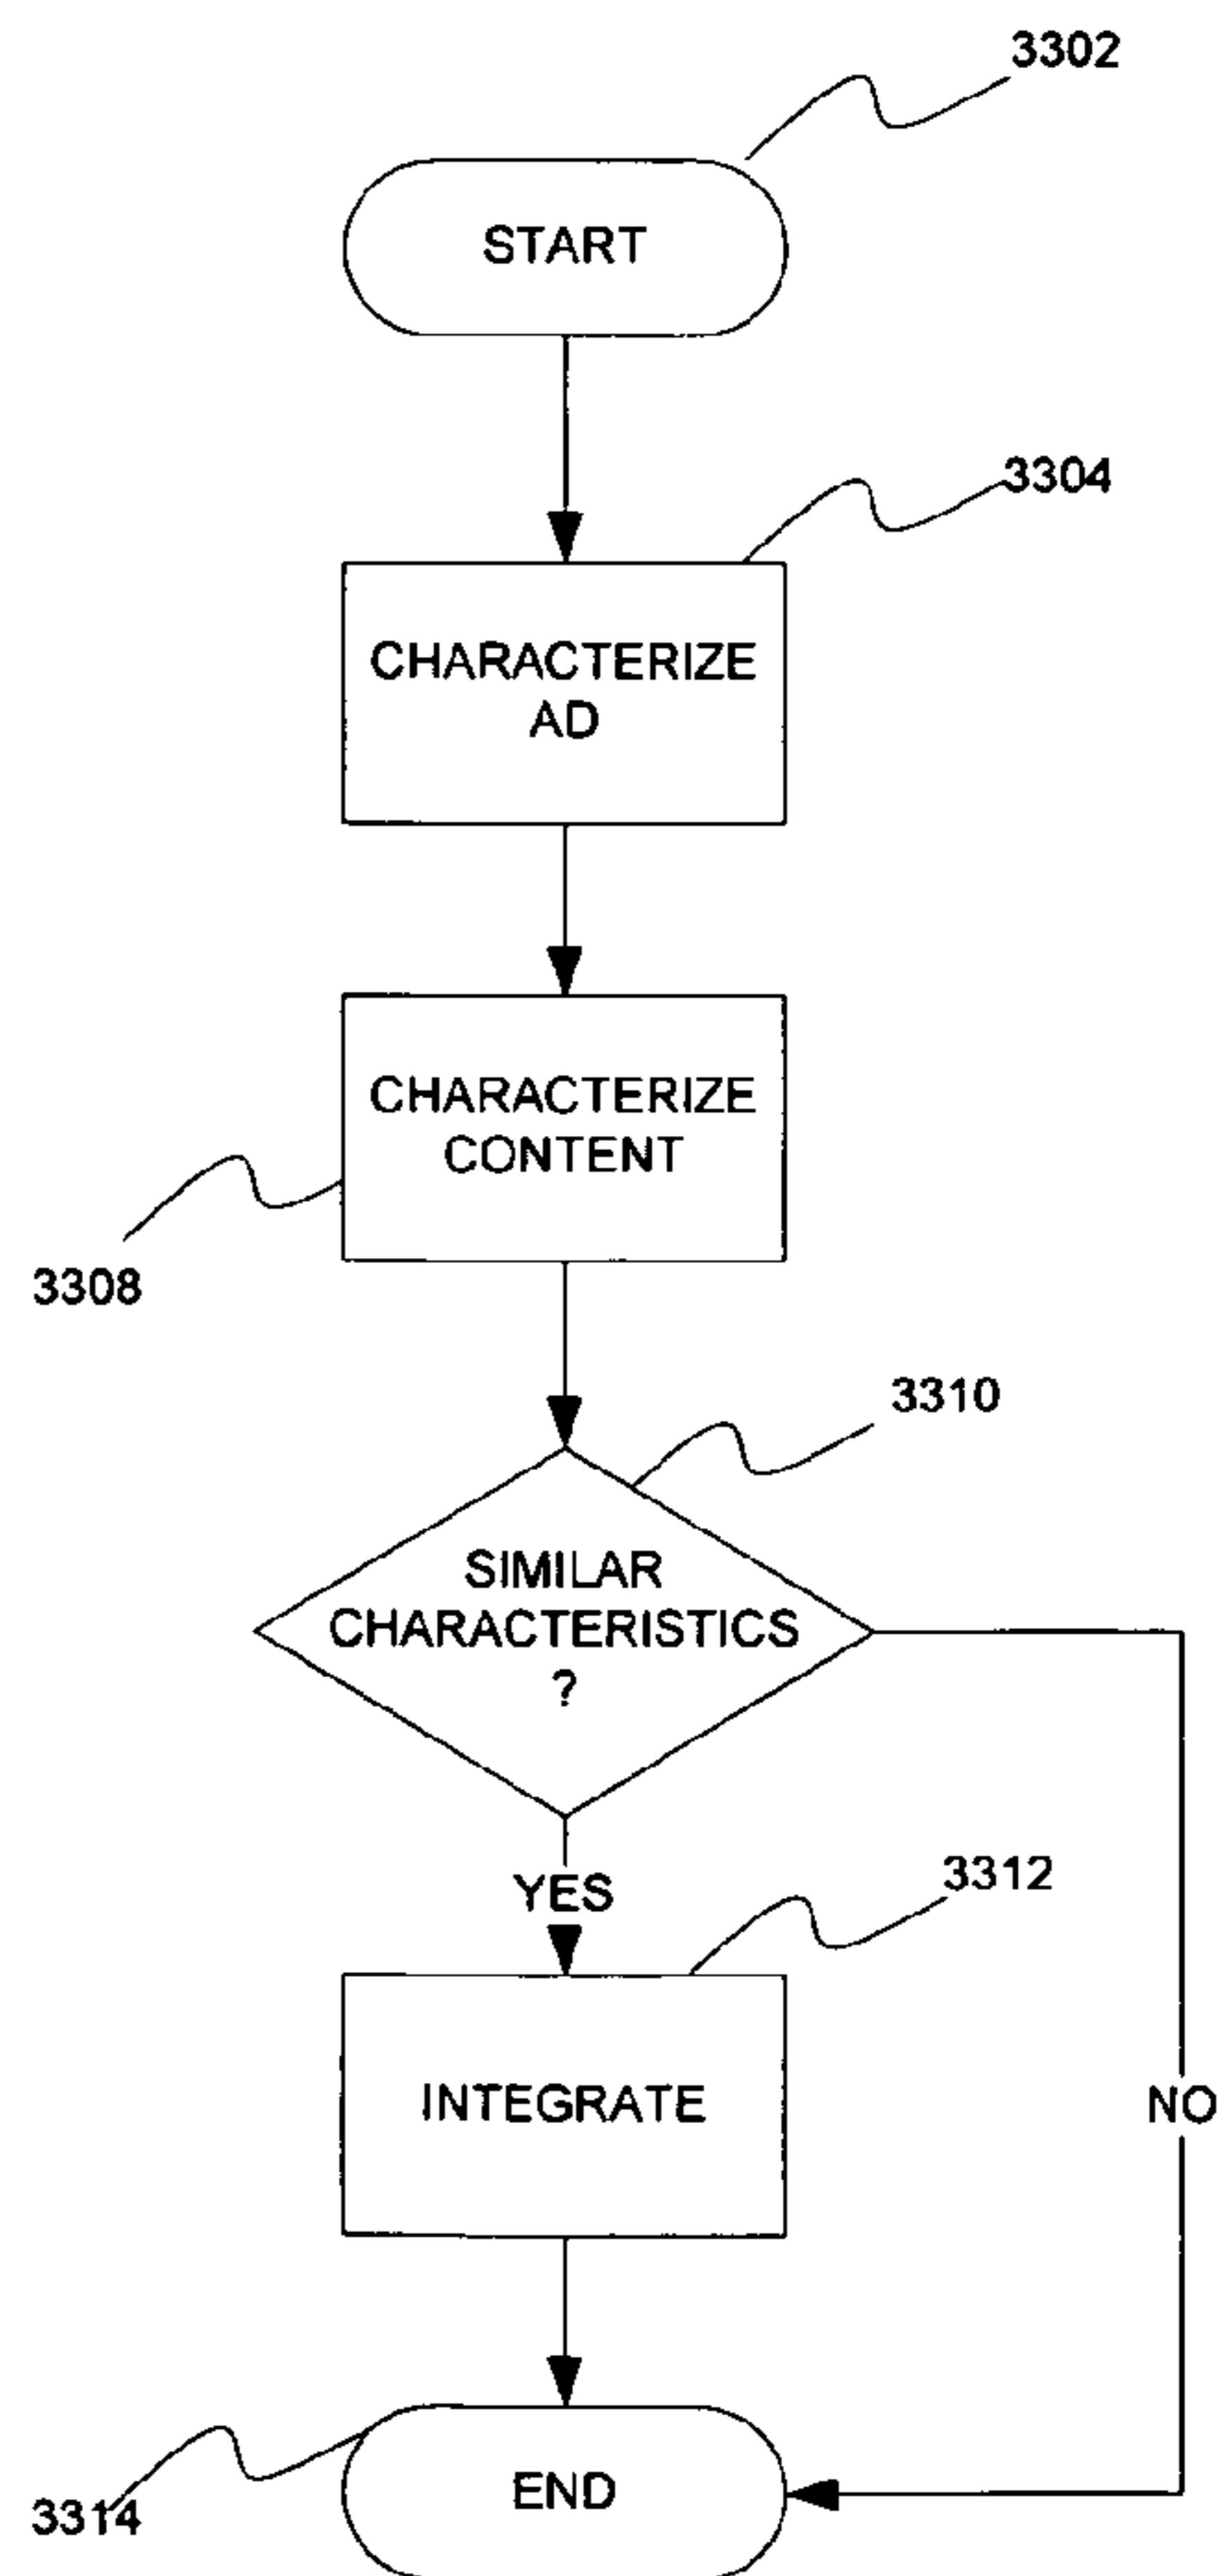 3302
START
3304
CHARACTERIZE
AD
CHARACTERIZE
CONTENT
3308
3310
SIMILAR
CHARACTERISTICS
?
YES
3312
INTEGRATE
NO
END
3314